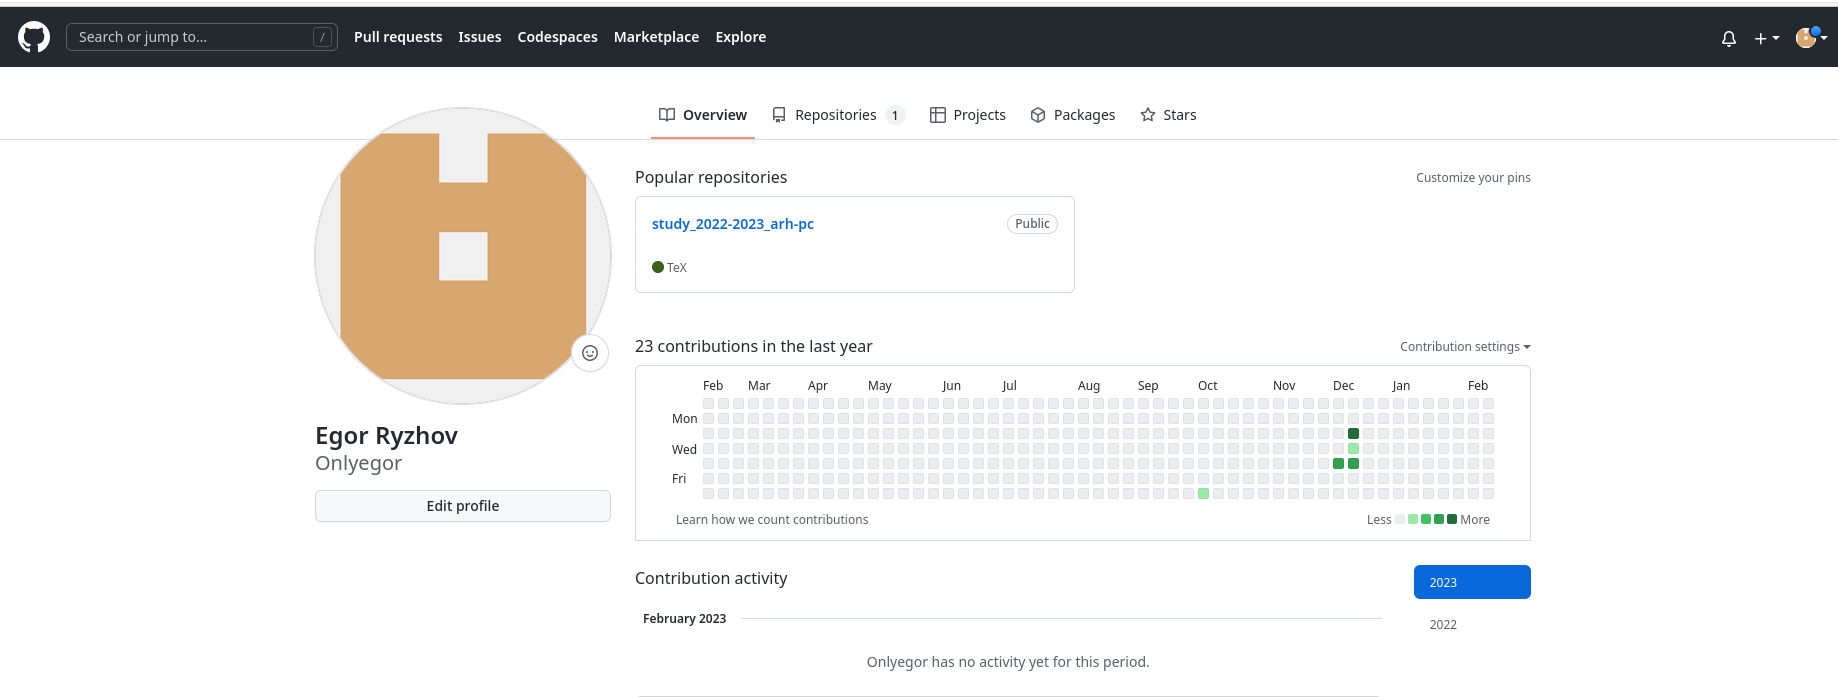 Search or jump to... / Pull requests Issues Codespaces Marketplace Explore
Overview Repositories 1 Projects Packages Stars
Popular repositories Customize your pins
study_2022-2023_arh-pc Public
TeX
23 contributions in the last year Contribution settings
Feb Mar Apr May Jun Jul Aug Sep Oct Nov Dec Jan Feb
Mon
Wed
Fri
Learn how we count contributions Less More
Egor Ryzhov
Onlyegor
Edit profile
Contribution activity 2023
February 2023 2022
Onlyegor has no activity yet for this period.